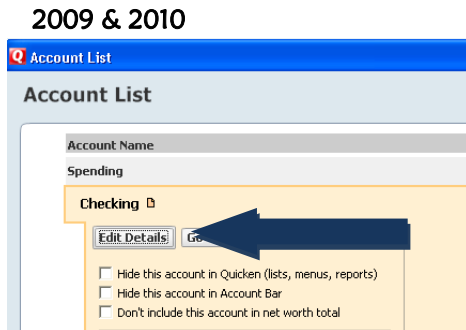 2009 & 2010
Account List
Account List
Account Name
Spending
Checking
Edit Details
Hide this account in Quicken (lists, menus, reports)
Hide this account in Account Bar
Don't include this account in net worth total